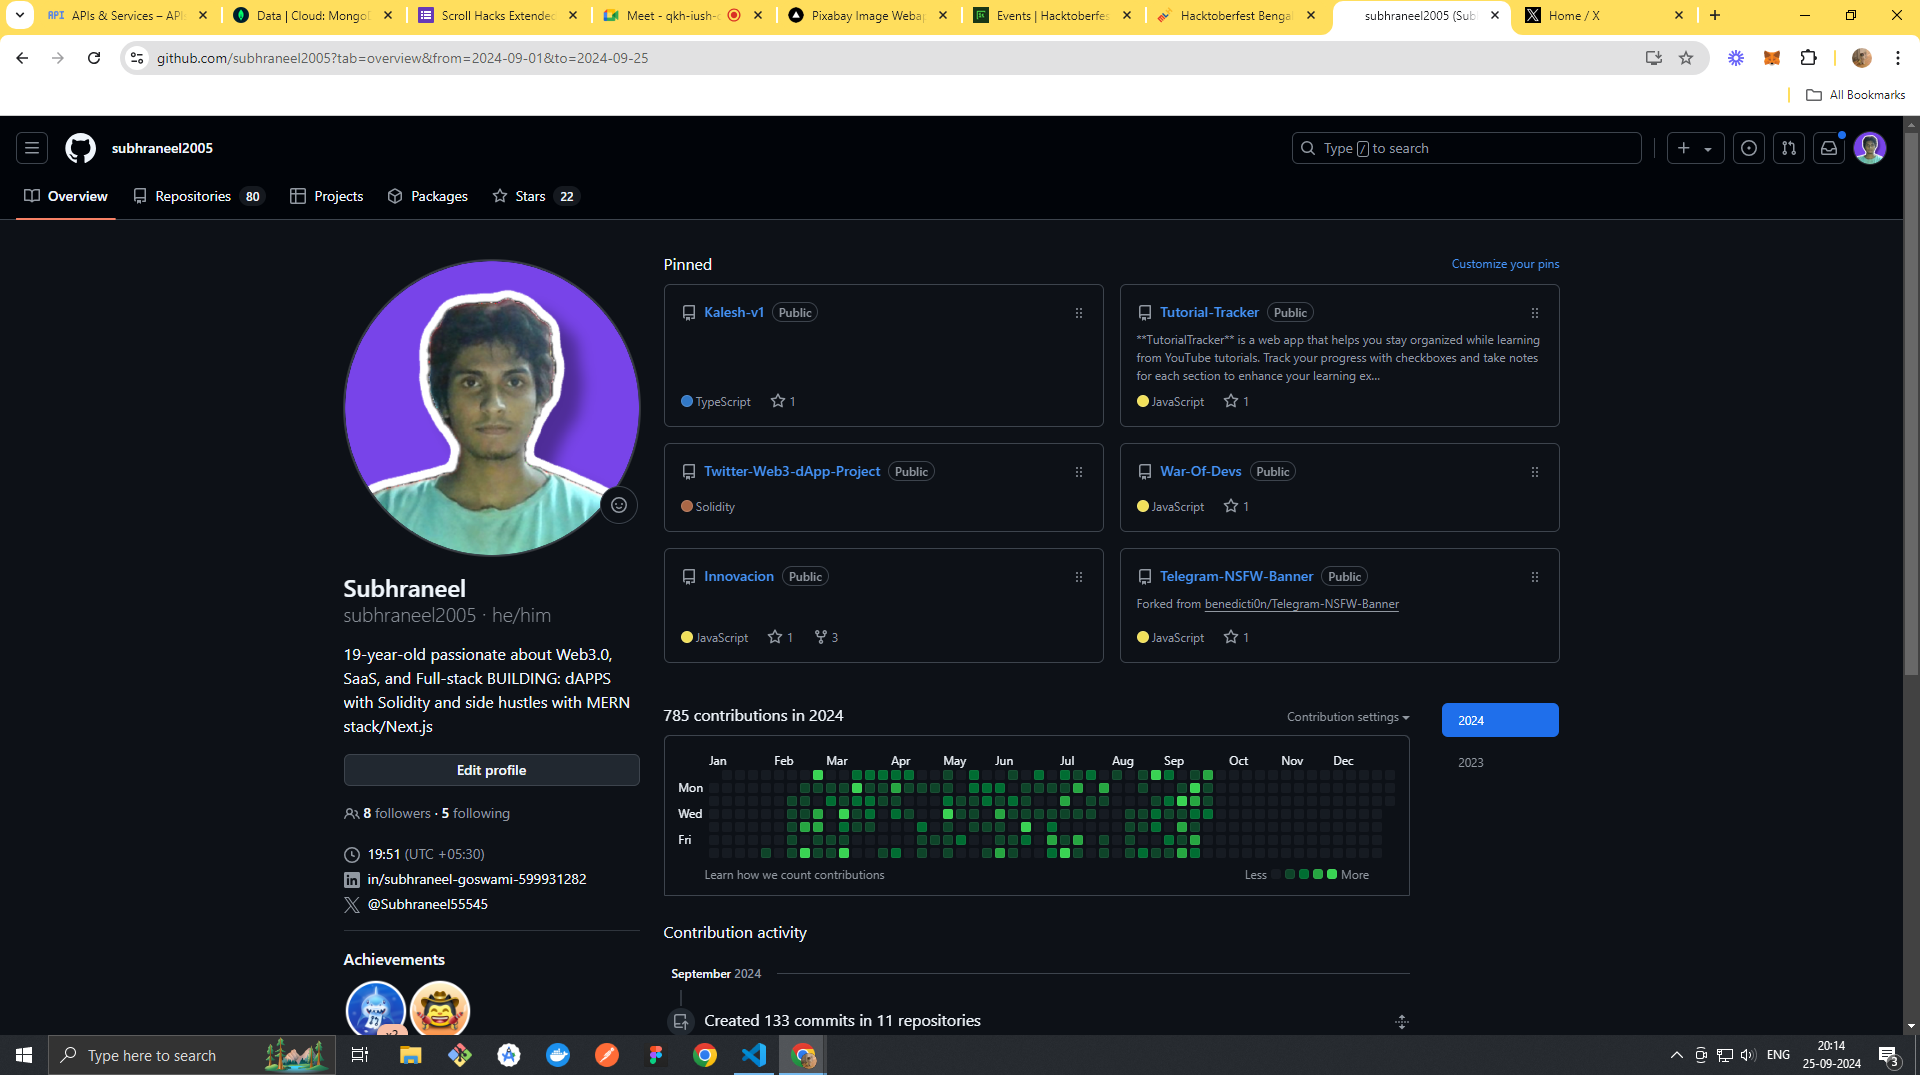 APIs & Services – APIs
Data | Cloud: MongoD
Scroll Hacks Extended
Meet - qkh-iush-c
Pixabay Image Webap
Events | Hacktoberfes
Hacktoberfest Bengal
subhraneel2005 (Sub
Home / X
github.com/subhraneel2005?tab=overview&from=2024-09-01&to=2024-09-25
All Bookmarks
subhraneel2005
Type / to search
Overview
Repositories 80
Projects
Packages
Stars 22
Pinned
Customize your pins
Kalesh-v1 Public
TypeScript 1
Tutorial-Tracker Public
**TutorialTracker** is a web app that helps you stay organized while learning
from YouTube tutorials. Track your progress with checkboxes and take notes
for each section to enhance your learning ex...
JavaScript 1
Twitter-Web3-dApp-Project Public
Solidity
War-Of-Devs Public
JavaScript 1
Innovacion Public
JavaScript 1 3
Telegram-NSFW-Banner Public
Forked from benedicti0n/Telegram-NSFW-Banner
JavaScript 1
Subhraneel
subhraneel2005 · he/him
19-year-old passionate about Web3.0,
SaaS, and Full-stack BUILDING: dAPPS
with Solidity and side hustles with MERN
stack/Next.js
Edit profile
8 followers · 5 following
19:51 (UTC +05:30)
in/subhraneel-goswami-599931282
@Subhraneel55545
Achievements
x2
785 contributions in 2024
Contribution settings
2024
2023
Jan Feb Mar Apr May Jun Jul Aug Sep Oct Nov Dec
Mon
Wed
Fri
Learn how we count contributions
Less More
Contribution activity
September 2024
Created 133 commits in 11 repositories
Type here to search
ENG
20:14
25-09-2024
3